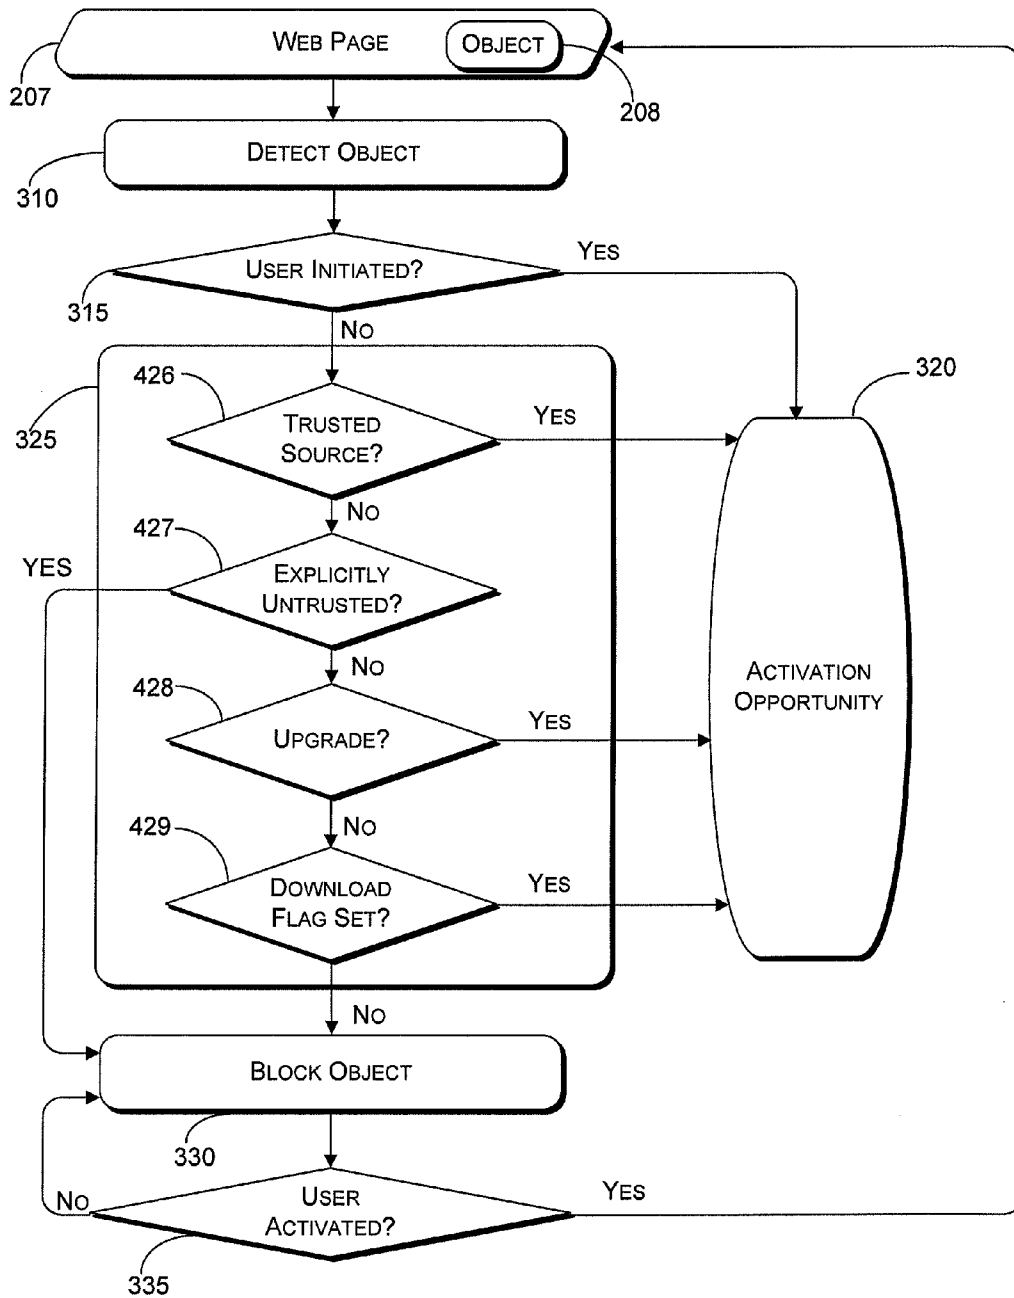 WEB PAGE
OBJECT
207
208
DETECT OBJECT
310
USER INITIATED?
YES
315
NO
325
426
TRUSTED
SOURCE?
YES
320
NO
427
YES
EXPLICITLY
UNTRUSTED?
NO
428
UPGRADE?
YES
ACTIVATION
OPPORTUNITY
NO
429
DOWNLOAD
FLAG SET?
YES
NO
BLOCK OBJECT
330
NO
USER
ACTIVATED?
YES
335